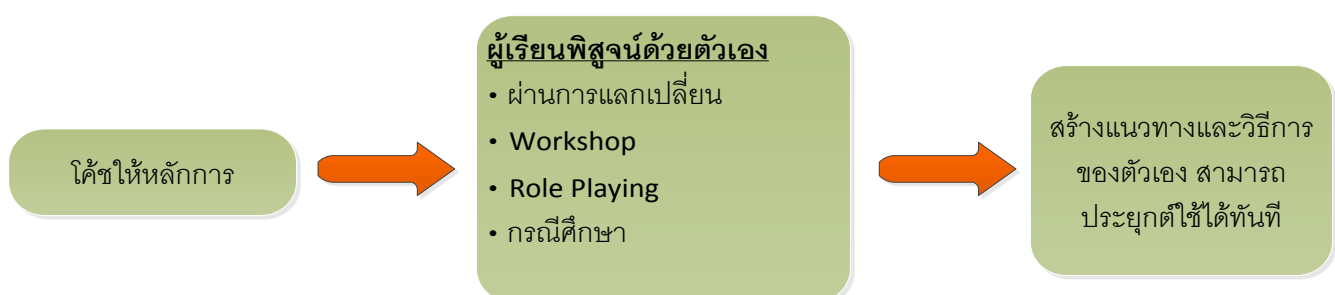 โค้ชให้หลักการ
ผู้เรียนพิสูจน์ด้วยตัวเอง
• ผ่านการแลกเปลี่ยน
• Workshop
• Role Playing
• กรณีศึกษา
สร้างแนวทางและวิธีการ
ของตัวเอง สามารถ
ประยุกต์ใช้ได้ทันที